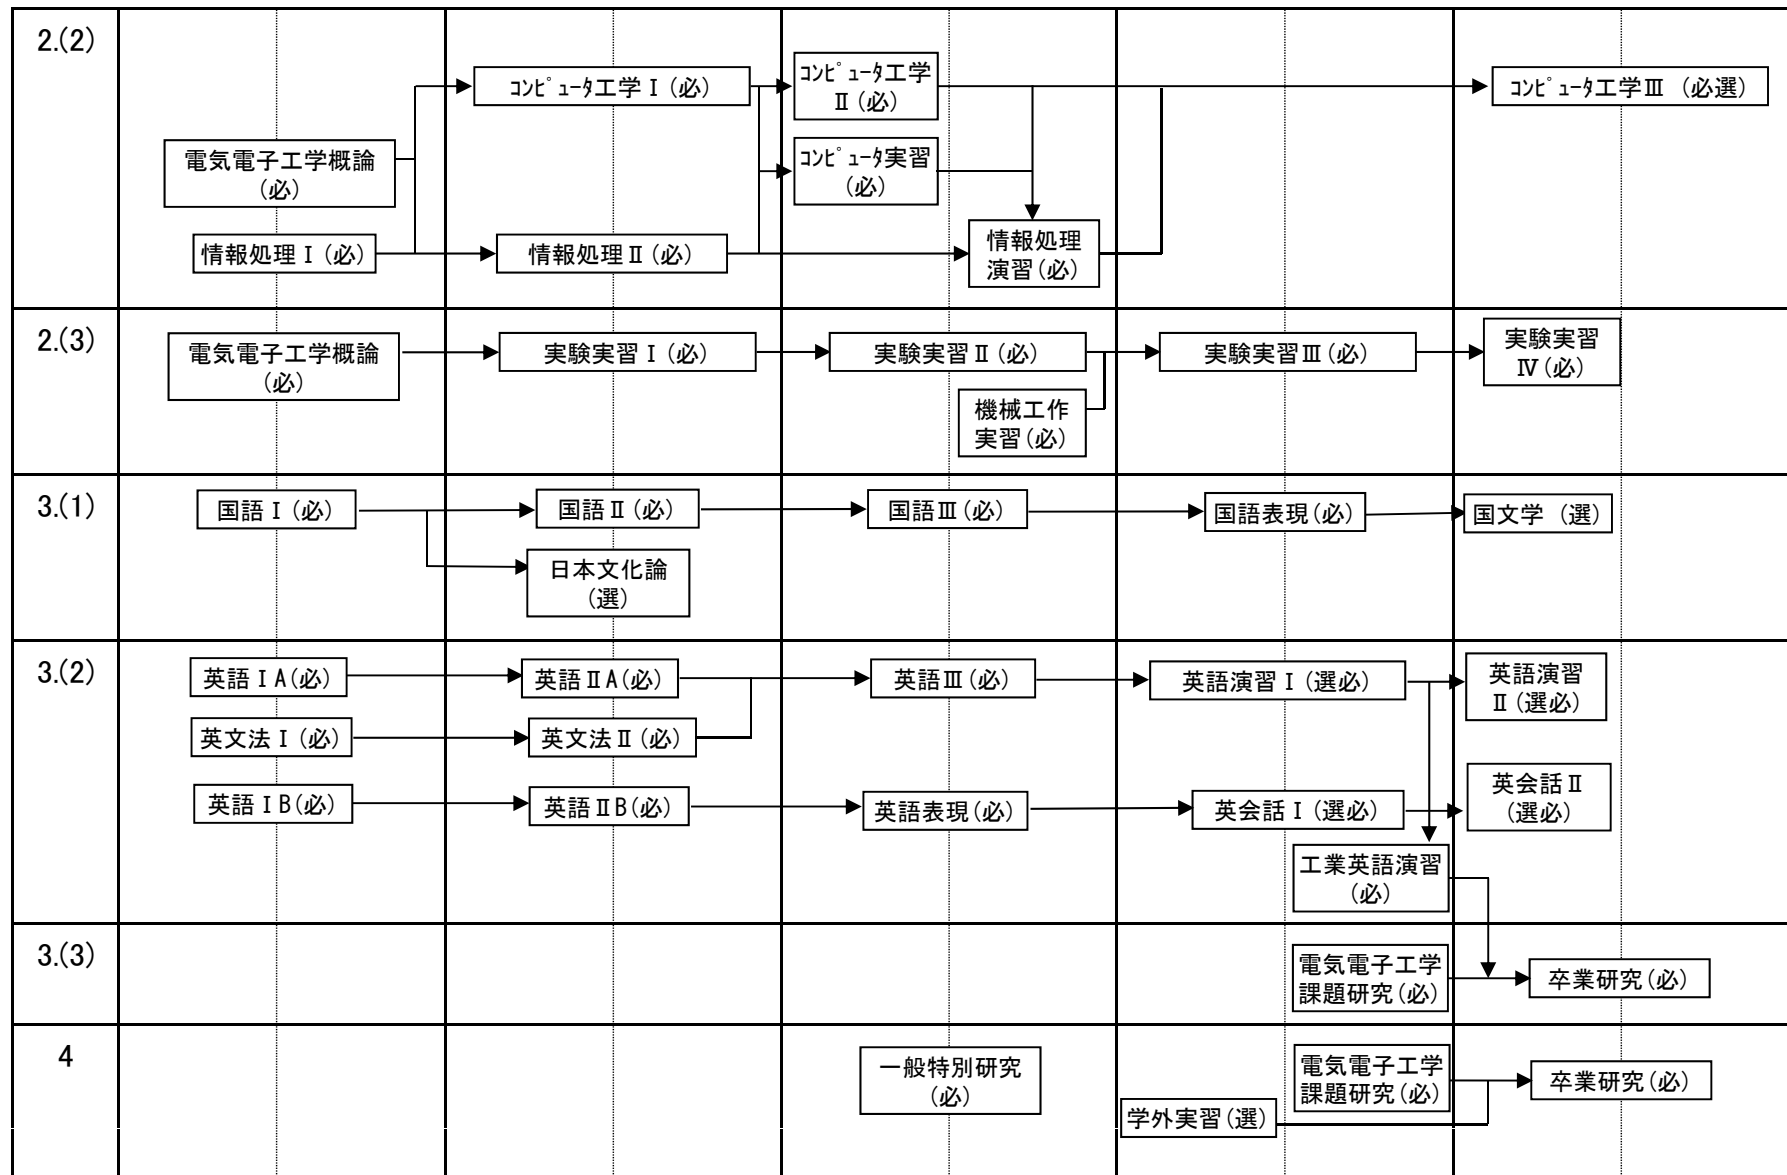 2.(2)
コンピュータ工学Ⅰ(必)
コンピュータ工学
Ⅱ(必)
コンピュータ工学Ⅲ (必選)
電気電子工学概論
(必)
コンピュータ実習
(必)
情報処理Ⅰ(必)
情報処理Ⅱ(必)
情報処理
演習(必)
2.(3)
電気電子工学概論
(必)
実験実習Ⅰ(必)
実験実習Ⅱ(必)
実験実習Ⅲ(必)
実験実習
Ⅳ(必)
機械工作
実習(必)
3.(1)
国語Ⅰ(必)
国語Ⅱ(必)
国語Ⅲ(必)
国語表現(必)
国文学 (選)
日本文化論
(選)
3.(2)
英語ⅠA(必)
英語ⅡA(必)
英語Ⅲ(必)
英語演習Ⅰ(選必)
英語演習
Ⅱ(選必)
英文法Ⅰ(必)
英文法Ⅱ(必)
英語ⅠB(必)
英語ⅡB(必)
英語表現(必)
英会話Ⅰ(選必)
英会話Ⅱ
(選必)
工業英語演習
(必)
3.(3)
電気電子工学
課題研究(必)
卒業研究(必)
4
一般特別研究
(必)
電気電子工学
課題研究(必)
卒業研究(必)
学外実習(選)